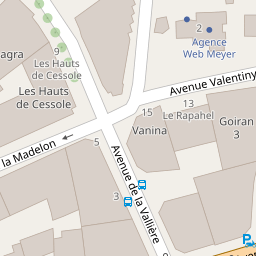 2
Agence
Web Meyer
9
Les Hauts
de Cessole
Les Hauts
de Cessole
Avenue Valentiny
15
13
Le Rapahel
Vanina
Goiran
3
la Madelon
5
Avenue de la Vallière
3